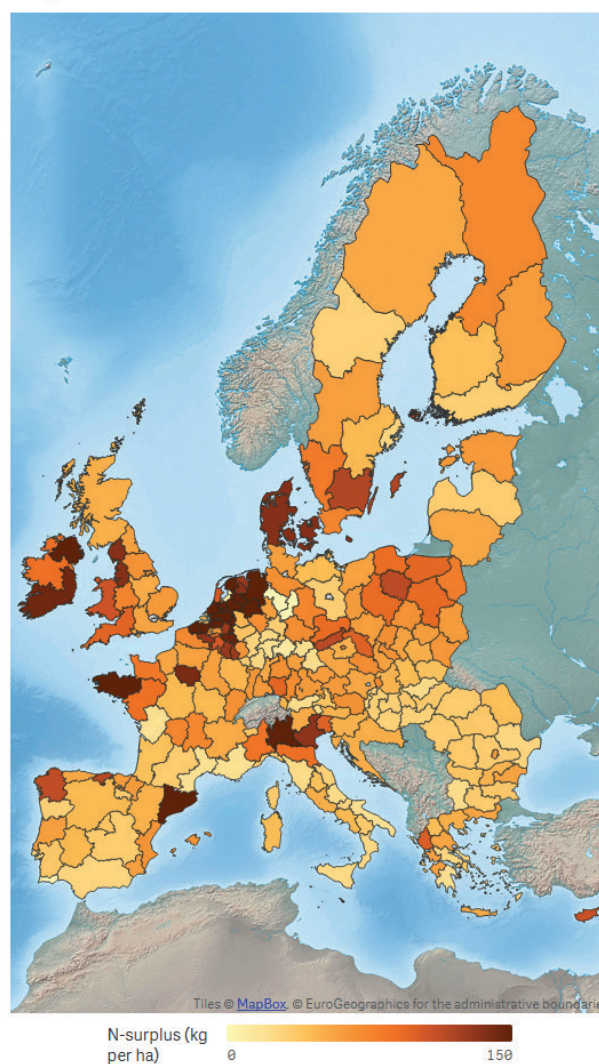 Tiles © MapBox, © EuroGeographics for the administrative boundarie
N-surplus (kg
per ha)
0
150